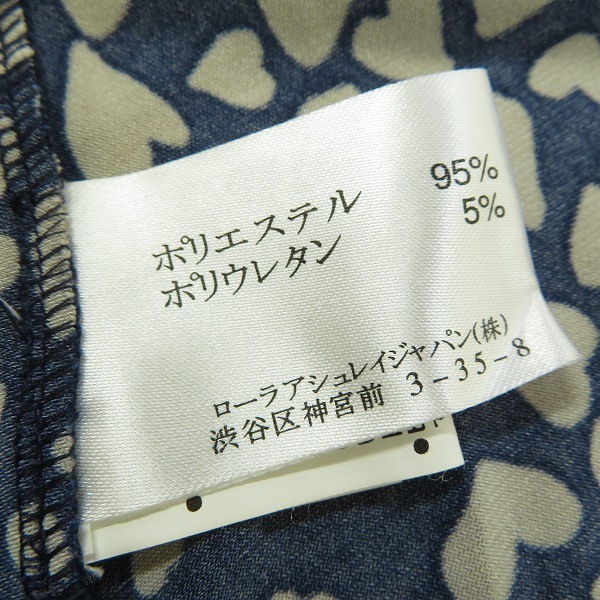 ポリエステル 95%
ポリウレタン 5%
ローラアシュレイジャパン(株)
渋谷区神宮前 3-35-8